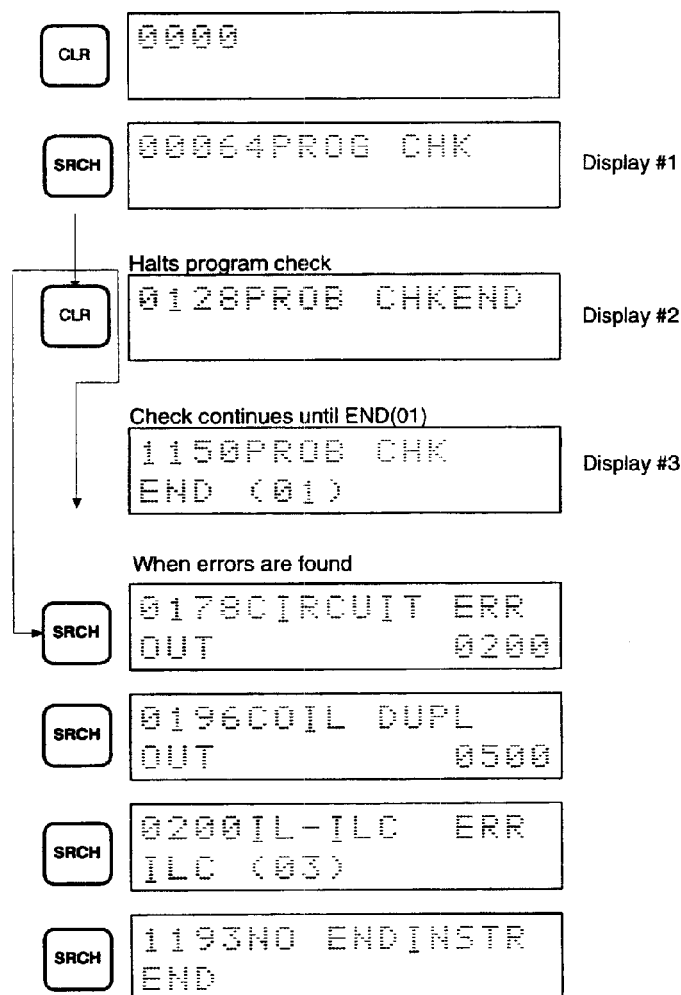 CLR
0000
SRCH
00064PROG CHK
Display #1
Halts program check
CLR
0128PROB CHKEND
Display #2
Check continues until END(01)
1150PROB CHK
END (01)
Display #3
When errors are found
SRCH
0178CIRCUIT ERR
OUT 0200
SRCH
0196COIL DUPL
OUT 0500
SRCH
0200IL-ILC ERR
ILC (03)
SRCH
1193NO ENDINSTR
END